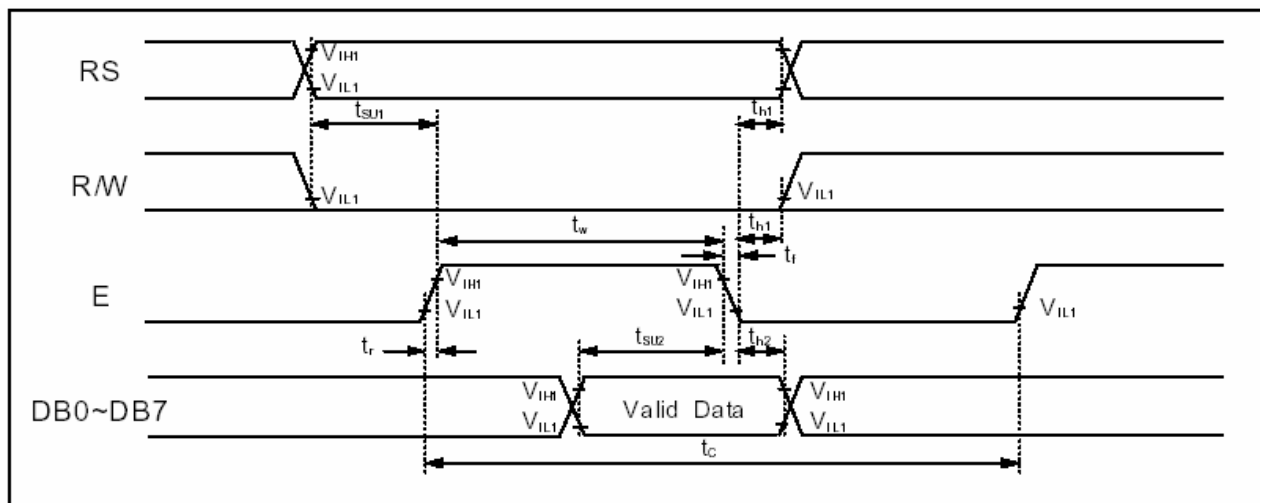 RS
VIH1
VIL1
tSU1
th1
R/W
VIL1
VIL1
tw
th1
tf
E
VIH1
VIL1
VIH1
VIL1
VIL1
tr
tSU2
th2
DB0~DB7
VIH1
VIL1
Valid Data
VIH1
VIL1
tC